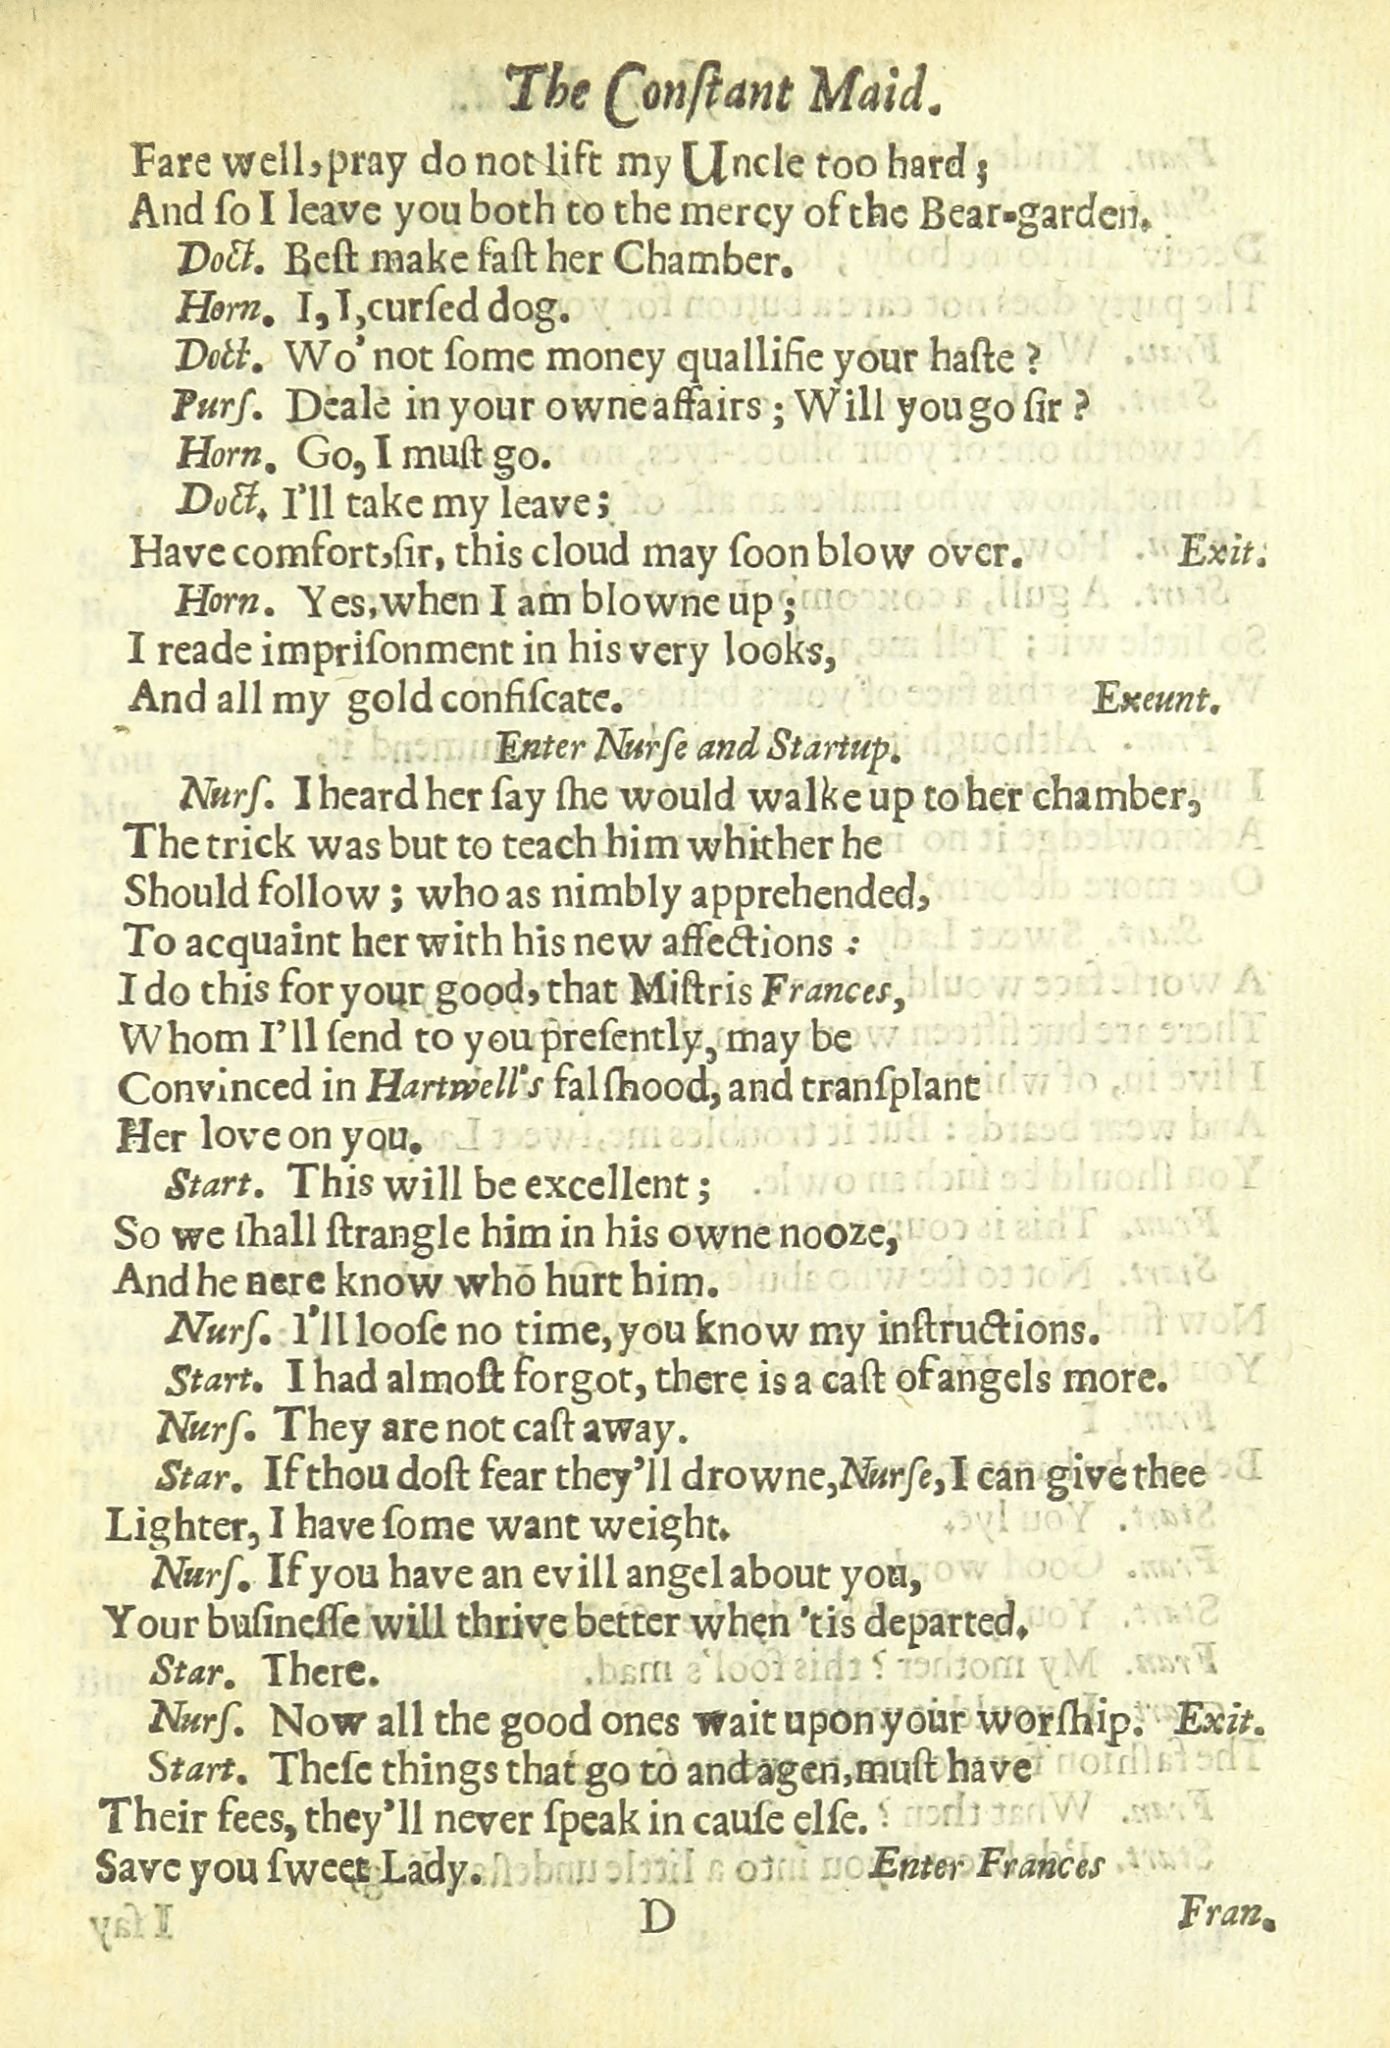 The Conſtant Maid.
Fare well, pray do not lift my Uncle too hard;
And ſo I leave you both to the mercy of the Bear-garden.
Doct. Beſt make faſt her Chamber.
Horn. I, I, curſed dog.
Doct. Wo' not ſome money quallifie your haſte?
Purſ. Deale in your owne affairs; Will you go ſir?
Horn. Go, I muſt go.
Doct. I'll take my leave;
Have comfort, ſir, this cloud may ſoon blow over. Exit.
Horn. Yes, when I am blowne up;
I reade impriſonment in his very looks,
And all my gold confiſcate. Exeunt.
Enter Nurſe and Startup.
Nurſ. I heard her ſay ſhe would walke up to her chamber,
The trick was but to teach him whither he
Should follow; who as nimbly apprehended,
To acquaint her with his new affections:
I do this for your good, that Miſtris Frances,
Whom I'll ſend to you preſently, may be
Convinced in Hartwell's falſhood, and tranſplant
Her love on you.
Start. This will be excellent;
So we ſhall ſtrangle him in his owne nooze,
And he nere know who hurt him.
Nurſ. I'll looſe no time, you know my inſtructions.
Start. I had almoſt forgot, there is a caſt of angels more.
Nurſ. They are not caſt away.
Star. If thou doſt fear they'll drowne, Nurſe, I can give thee
Lighter, I have ſome want weight.
Nurſ. If you have an evill angel about you,
Your buſineſſe will thrive better when 'tis departed.
Star. There.
Nurſ. Now all the good ones wait upon your worſhip. Exit.
Start. Theſe things that go to and agen, muſt have
Their fees, they'll never ſpeak in cauſe elſe.
Save you ſweet Lady. Enter Frances
D Fran.